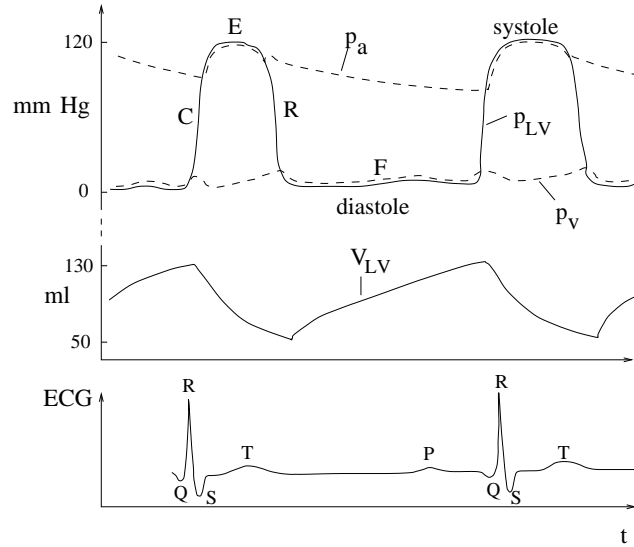 E
systole
120
p_a
mm Hg
C
R
p_LV
F
0
diastole
p_v
130
V_LV
ml
50
R
R
ECG
T
P
T
Q
S
Q
S
t